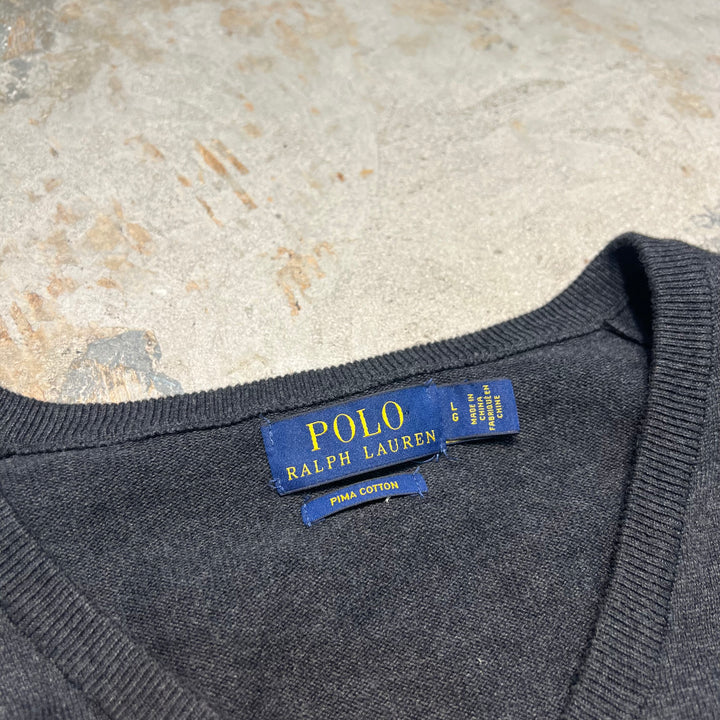 POLO
RALPH LAUREN
PIMA COTTON
L
G
MADE IN
CHINA
FABRIQUÉ EN
CHINE